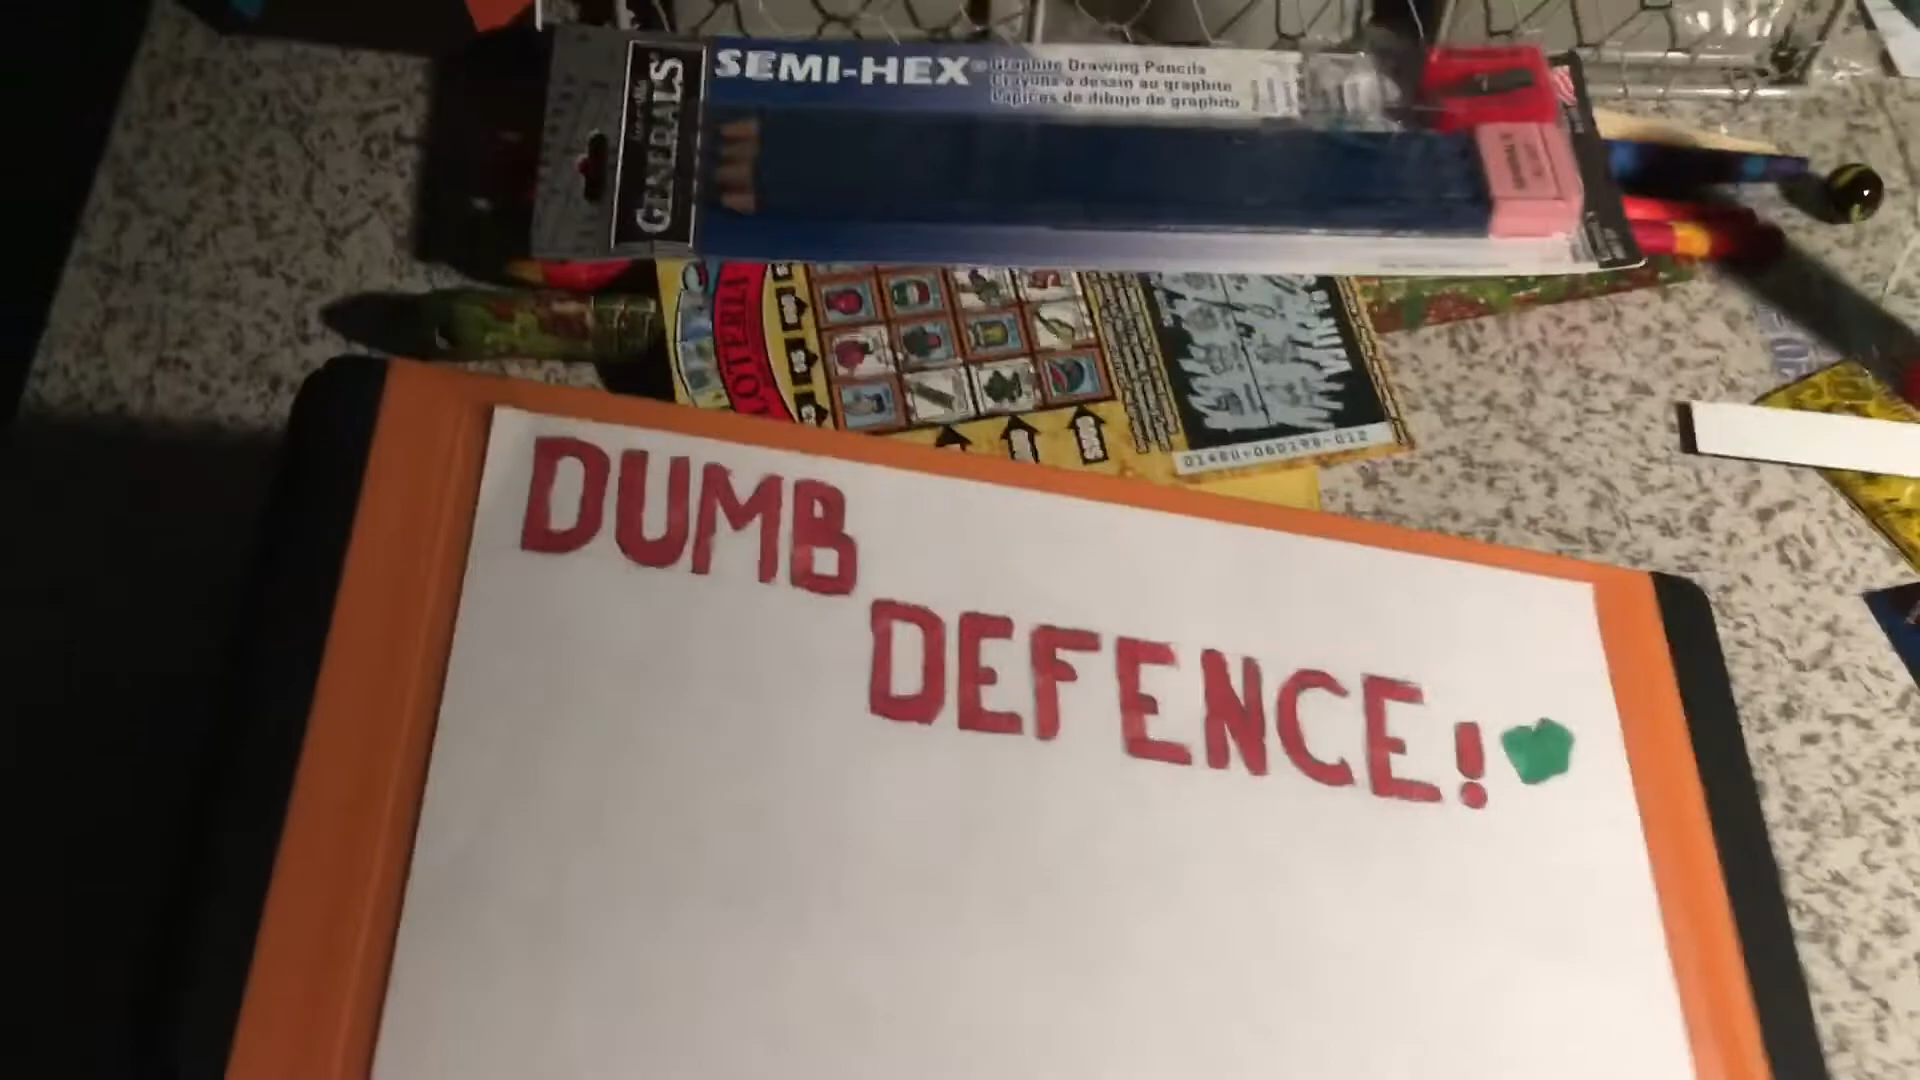 GENERAL'S
SEMI-HEX
Graphite Drawing Pencils
Crayons à dessin au graphite
Lápices de dibujo de grafito
LOTERIA
DUMB
DEFENCE!